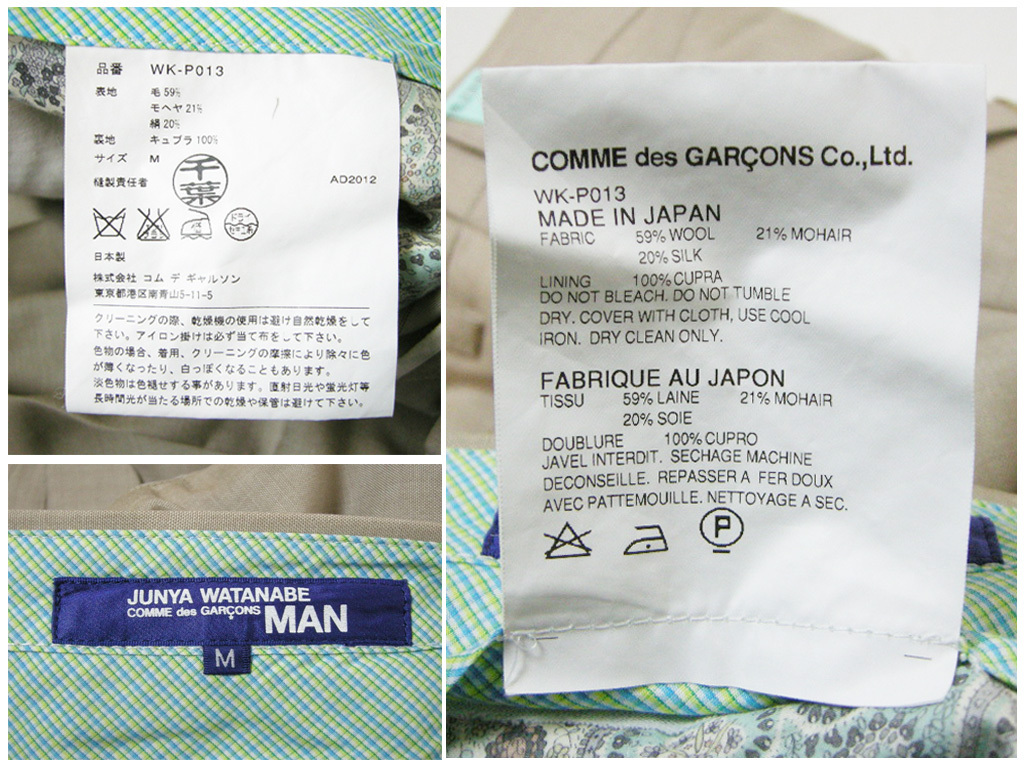 品番 WK-P013
表地 毛 59%
モヘヤ 21%
絹 20%
裏地 キュプラ 100%
サイズ M
縫製責任者 千葉 AD2012
ドライ セキユ系
日本製
株式会社 コム デ ギャルソン
東京都港区南青山5-11-5
クリーニングの際、乾燥機の使用は避け自然乾燥をして
下さい。アイロン掛けは必ず当て布をして下さい。
色物の場合、着用、クリーニングの摩擦により除々に色
が薄くなったり、白っぽくなることもあります。
淡色物は色褪せする事があります。直射日光や蛍光灯等
長時間光が当たる場所での乾燥や保管は避けて下さい。
JUNYA WATANABE
COMME des GARÇONS MAN
M
COMME des GARÇONS Co.,Ltd.
WK-P013
MADE IN JAPAN
FABRIC 59% WOOL 21% MOHAIR
20% SILK
LINING 100% CUPRA
DO NOT BLEACH. DO NOT TUMBLE
DRY. COVER WITH CLOTH, USE COOL
IRON. DRY CLEAN ONLY.
FABRIQUE AU JAPON
TISSU 59% LAINE 21% MOHAIR
20% SOIE
DOUBLURE 100% CUPRO
JAVEL INTERDIT. SECHAGE MACHINE
DECONSEILLE. REPASSER A FER DOUX
AVEC PATTEMOUILLE. NETTOYAGE A SEC.
P